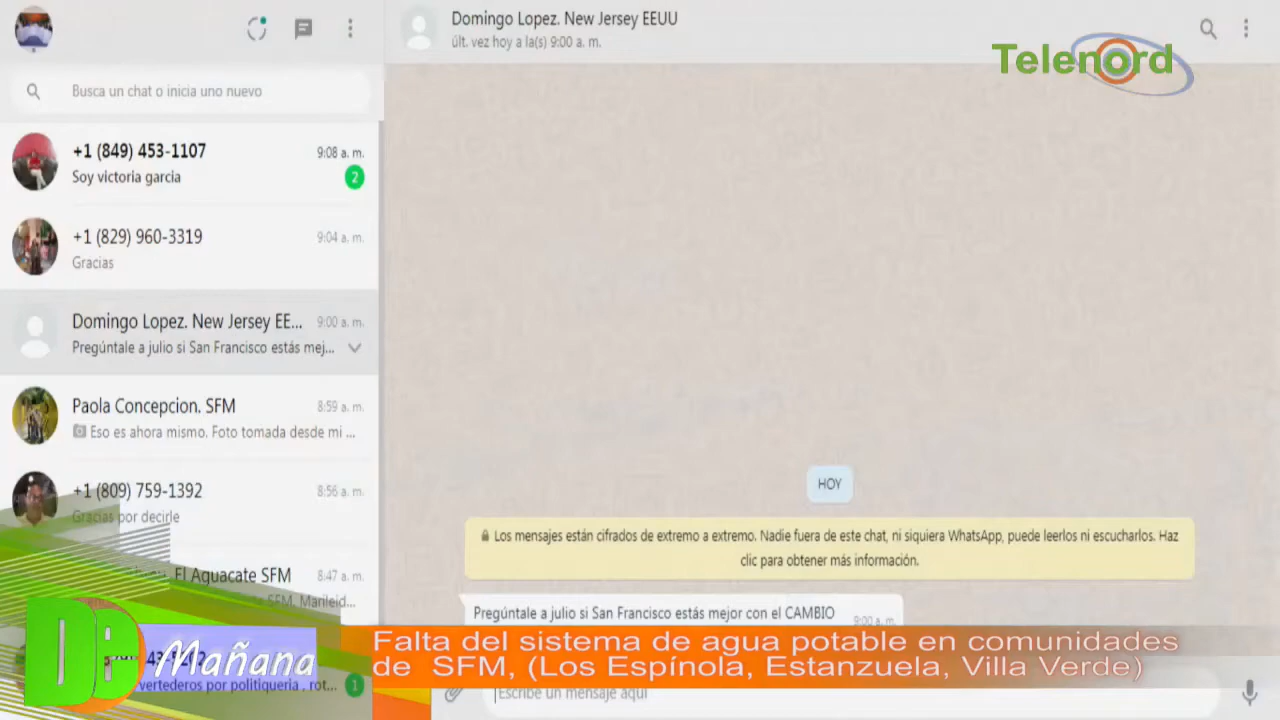 Domingo Lopez. New Jersey EEUU
últ. vez hoy a la(s) 9:00 a. m.
Telenord
Busca un chat o inicia uno nuevo
+1 (849) 453-1107
9:08 a. m.
Soy victoria garcia
2
+1 (829) 960-3319
9:04 a. m.
Gracias
Domingo Lopez. New Jersey EE...
9:00 a. m.
Pregúntale a julio si San Francisco estás mej...
Paola Concepcion. SFM
8:59 a. m.
Eso es ahora mismo. Foto tomada desde mi ...
+1 (809) 759-1392
8:56 a. m.
Gracias por decirle
El Aguacate SFM
8:47 a. m.
SFM. Marileid...
HOY
Los mensajes están cifrados de extremo a extremo. Nadie fuera de este chat, ni siquiera WhatsApp, puede leerlos ni escucharlos. Haz
clic para obtener más información.
Pregúntale a julio si San Francisco estás mejor con el CAMBIO
9:00 a. m.
DE
Mañana
vertederos por politiqueria , rot...
1
Falta del sistema de agua potable en comunidades
de SFM, (Los Espínola, Estanzuela, Villa Verde)
Escribe un mensaje aquí